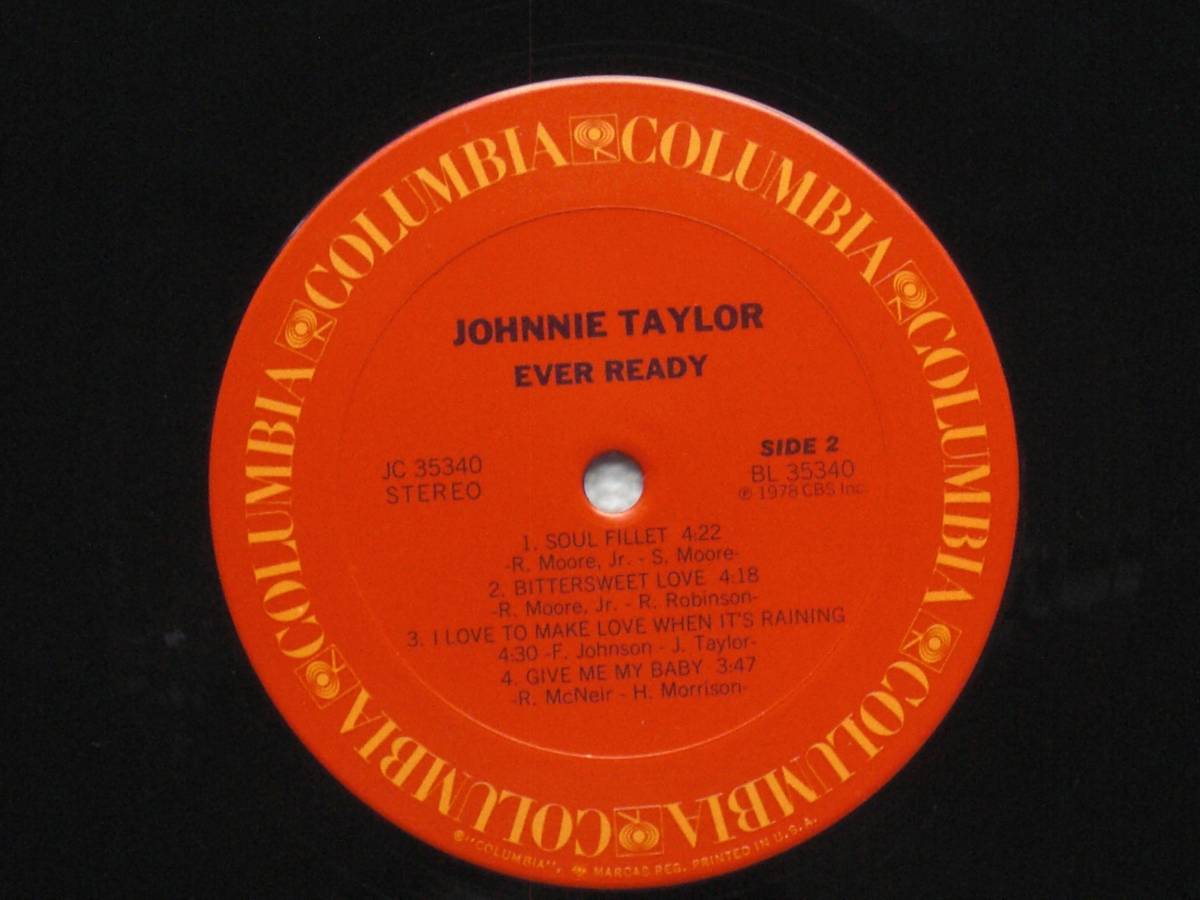 COLUMBIA COLUMBIA COLUMBIA COLUMBIA COLUMBIA COLUMBIA
JOHNNIE TAYLOR
EVER READY
JC 35340
STEREO
SIDE 2
BL 35340
℗ 1978 CBS Inc.
1. SOUL FILLET 4:22
-R. Moore, Jr. - S. Moore-
2. BITTERSWEET LOVE 4:18
-R. Moore, Jr. - R. Robinson-
3. I LOVE TO MAKE LOVE WHEN IT'S RAINING
4:30 -F. Johnson - J. Taylor-
4. GIVE ME MY BABY 3:47
-R. McNeir - H. Morrison-
©"COLUMBIA", MARCAS REG. PRINTED IN U.S.A.